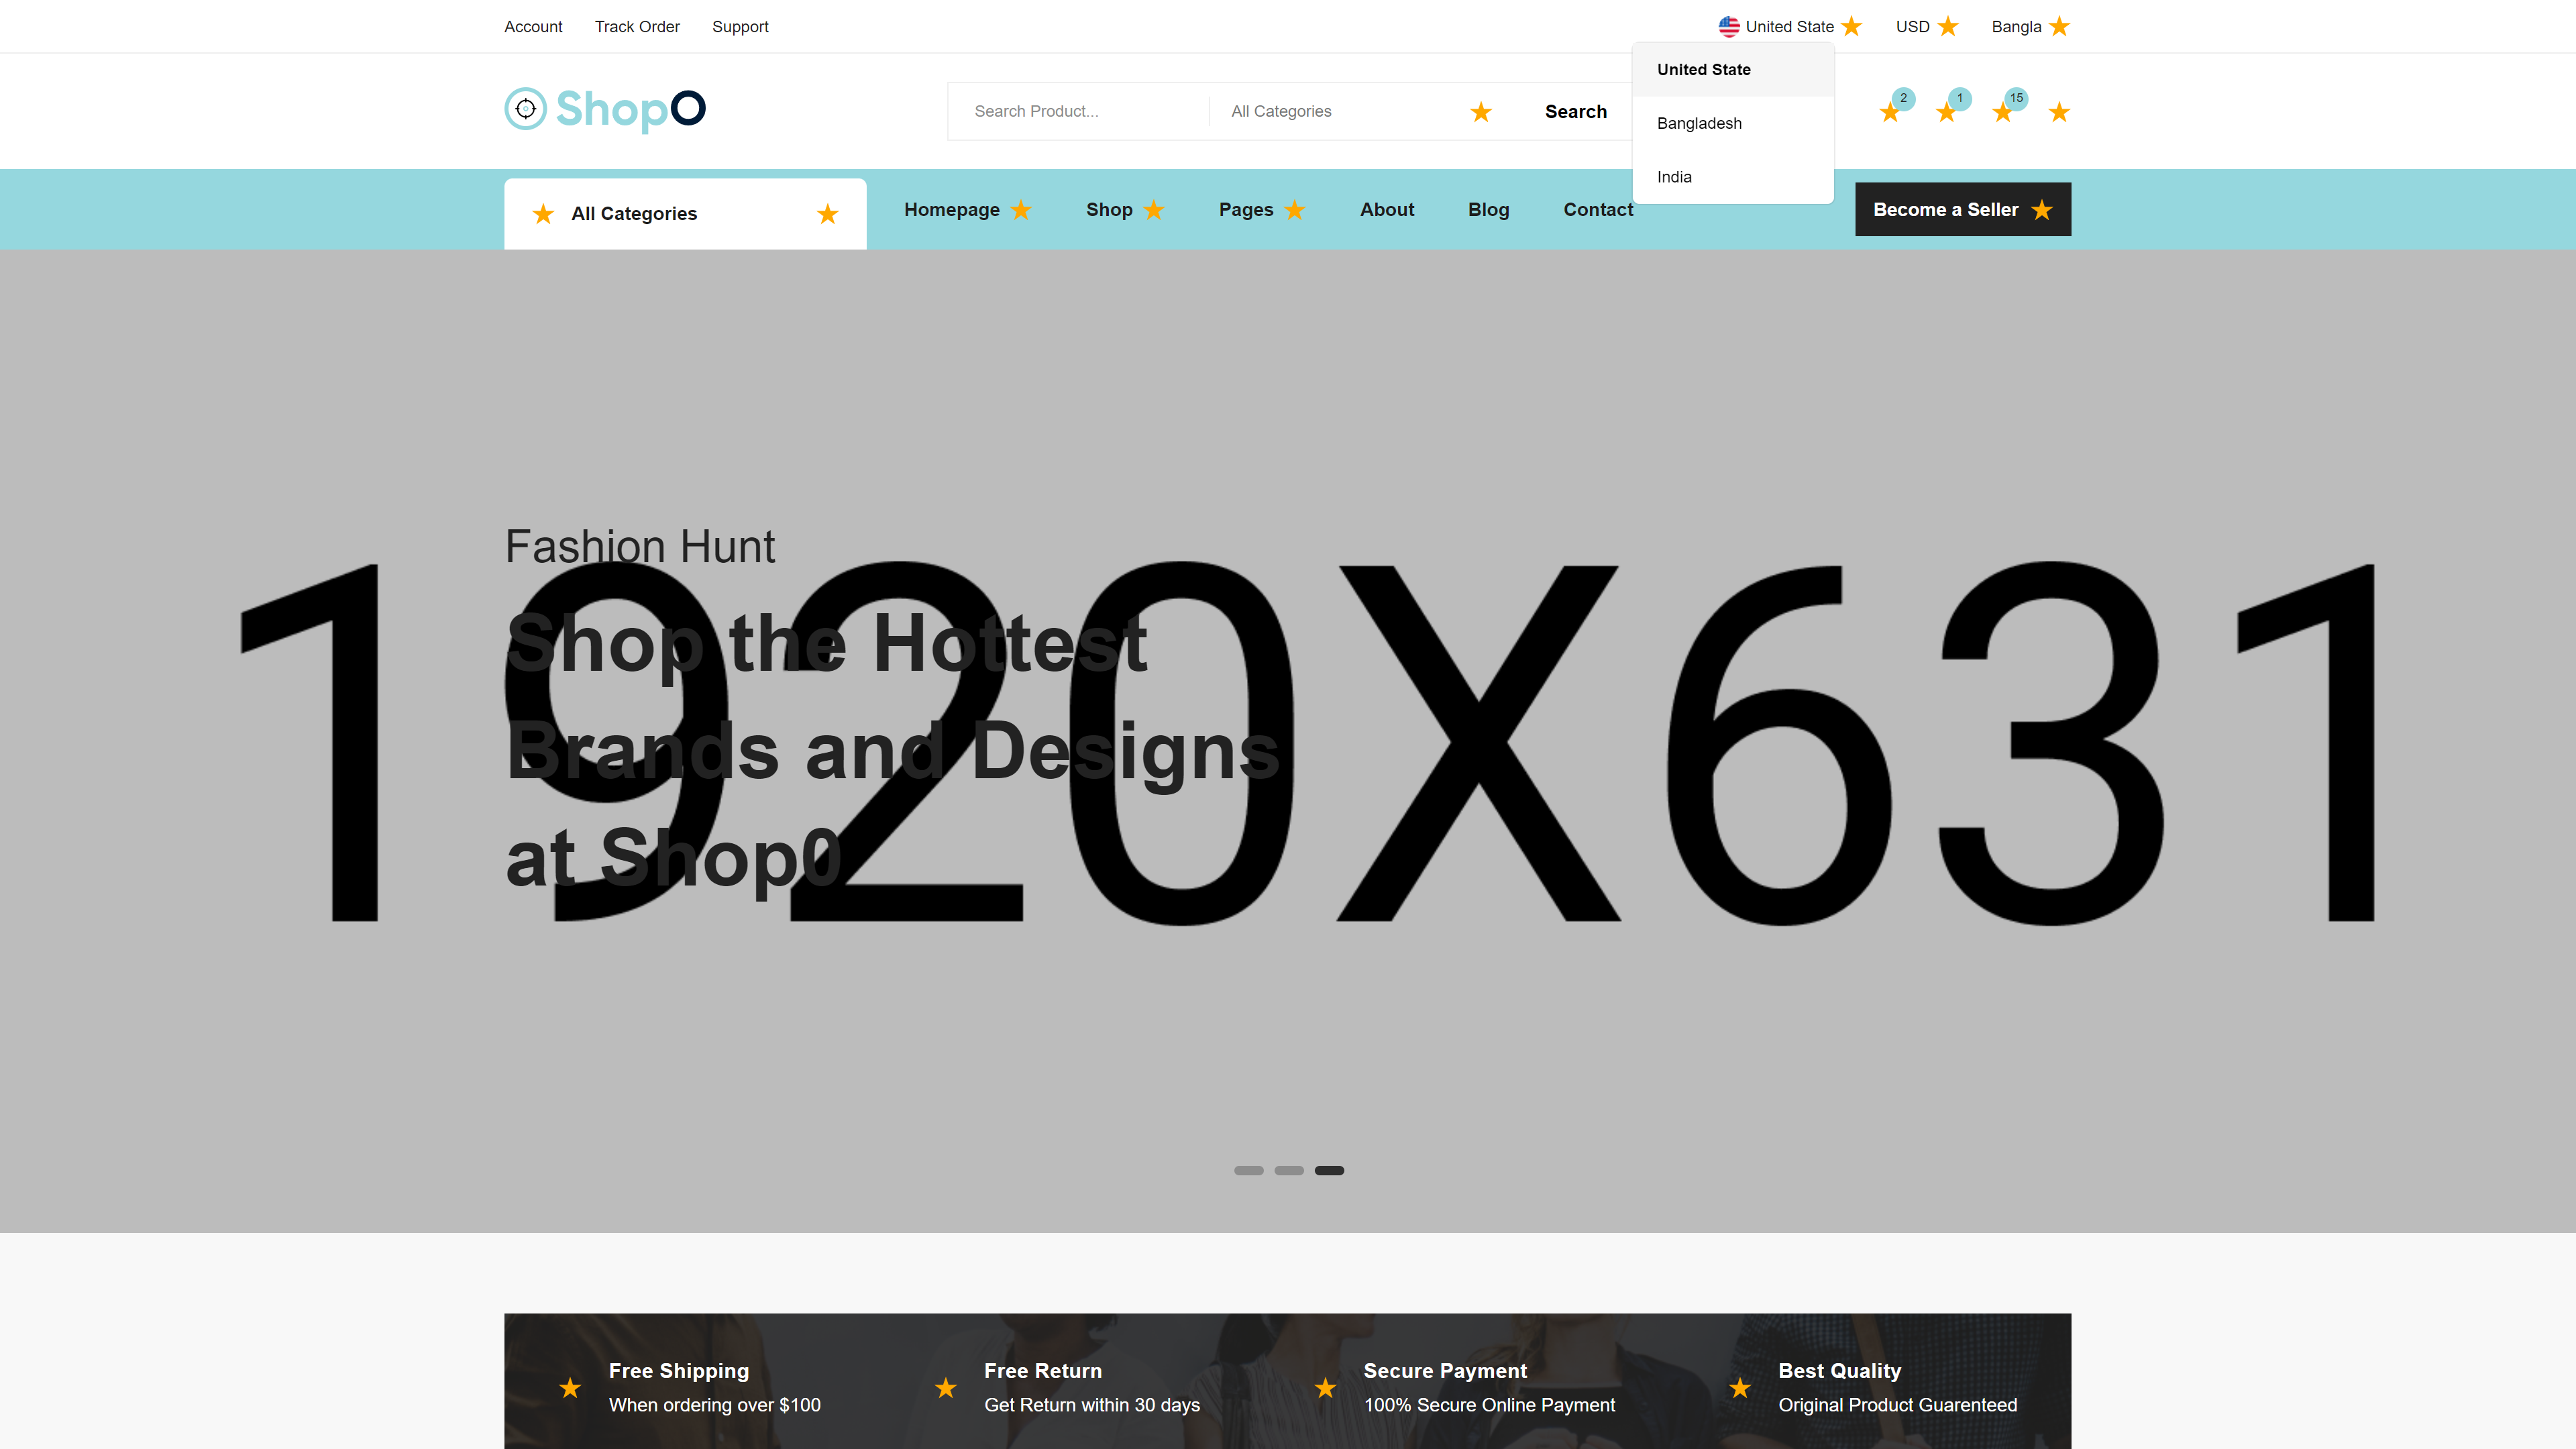 Account Track Order Support United State USD Bangla
United State
Bangladesh
India
ShopO
Search Product... All Categories Search
2 1 15
All Categories Homepage Shop Pages About Blog Contact Become a Seller
1920X631
Fashion Hunt
Shop the Hottest
Brands and Designs
at Shop0
Free Shipping
When ordering over $100
Free Return
Get Return within 30 days
Secure Payment
100% Secure Online Payment
Best Quality
Original Product Guarenteed